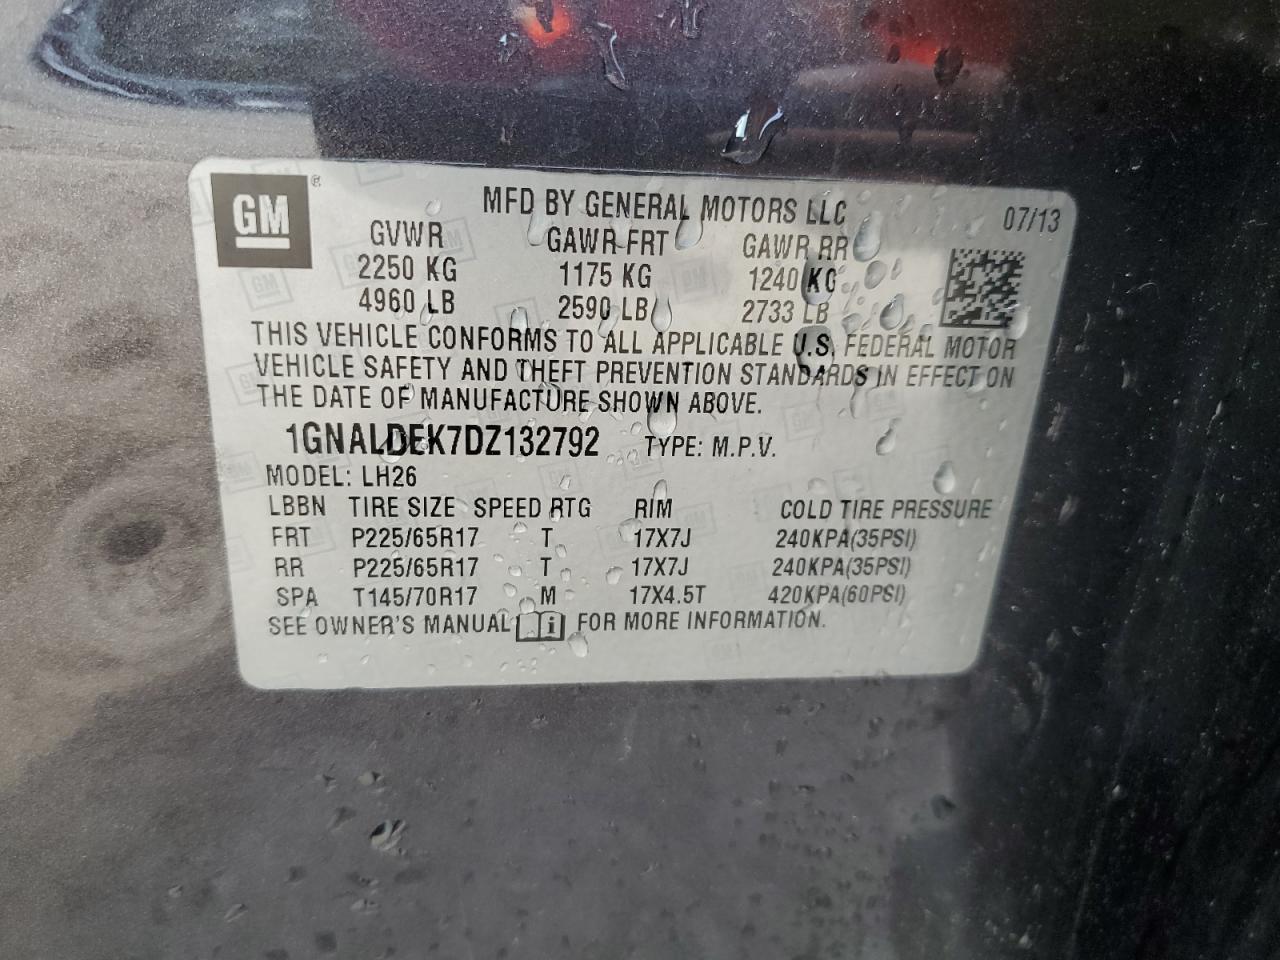 GM®
MFD BY GENERAL MOTORS LLC
07/13
GVWR GAWR FRT GAWR RR
2250 KG 1175 KG 1240 KG
4960 LB 2590 LB 2733 LB
THIS VEHICLE CONFORMS TO ALL APPLICABLE U.S. FEDERAL MOTOR
VEHICLE SAFETY AND THEFT PREVENTION STANDARDS IN EFFECT ON
THE DATE OF MANUFACTURE SHOWN ABOVE.
1GNALDEK7DZ132792 TYPE: M.P.V.
MODEL: LH26
LBBN TIRE SIZE SPEED RTG RIM COLD TIRE PRESSURE
FRT P225/65R17 T 17X7J 240KPA(35PSI)
RR P225/65R17 T 17X7J 240KPA(35PSI)
SPA T145/70R17 M 17X4.5T 420KPA(60PSI)
SEE OWNER'S MANUAL i FOR MORE INFORMATION.